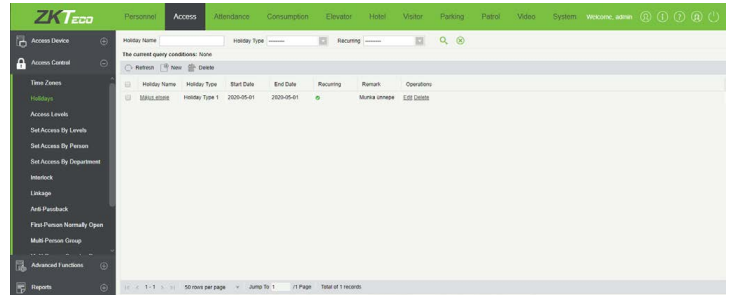 ZKTECO Personnel Access Attendance Consumption Elevator Hotel Visitor Parking Patrol Video System Welcome, admin
Access Device
Access Control
Time Zones
Holidays
Access Levels
Set Access By Levels
Set Access By Person
Set Access By Department
Interlock
Linkage
Anti-Passback
First-Person Normally Open
Multi-Person Group
Advanced Functions
Reports
Holiday Name Holiday Type --------- Recurring ---------
The current query conditions: None
Refresh New Delete
Holiday Name Holiday Type Start Date End Date Recurring Remark Operations
Május elseje Holiday Type 1 2020-05-01 2020-05-01 Munka ünnepe Edit Delete
1-1 50 rows per page Jump To 1 /1 Page Total of 1 records